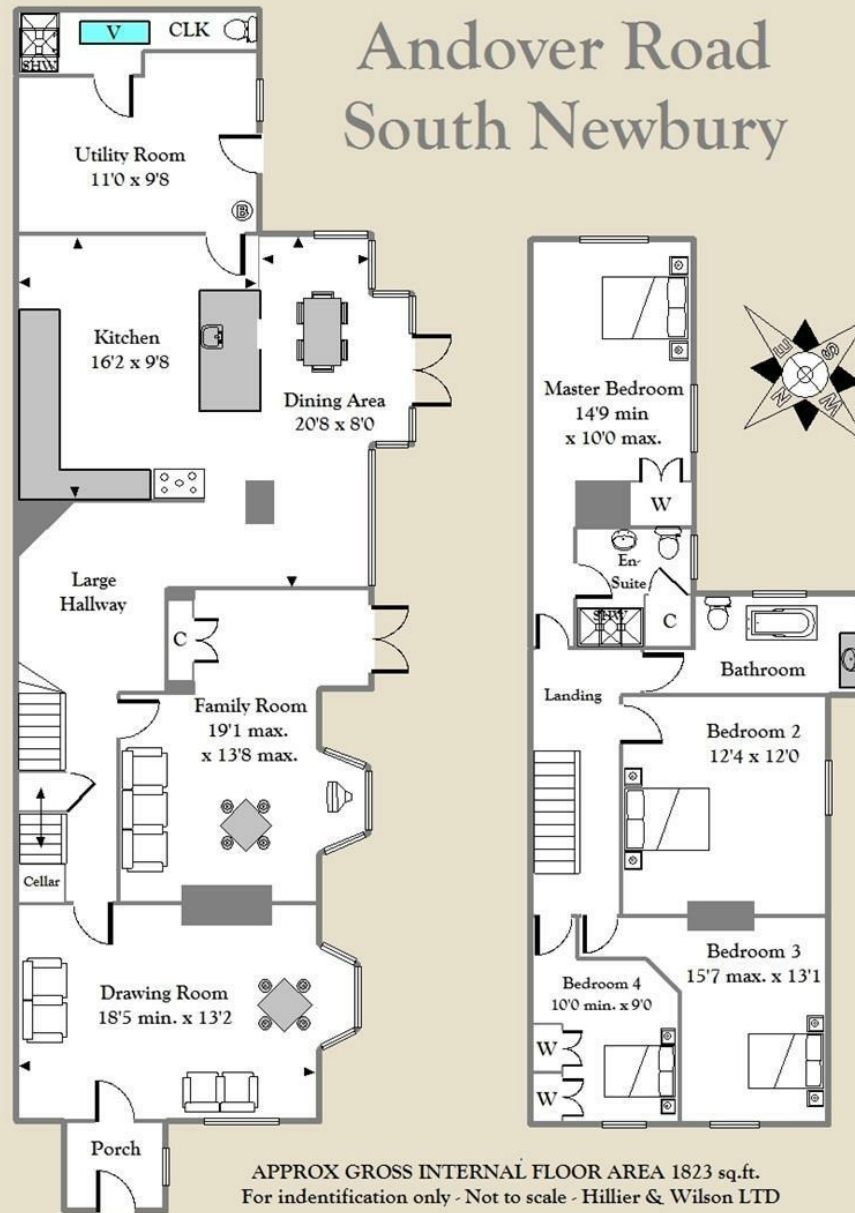 Andover Road
South Newbury
SHW
V
CLK
Utility Room
11'0 x 9'8
B
Kitchen
16'2 x 9'8
Dining Area
20'8 x 8'0
Large
Hallway
C
Family Room
19'1 max.
x 13'8 max.
Cellar
Drawing Room
18'5 min. x 13'2
Porch
Master Bedroom
14'9 min
x 10'0 max.
W
En-
Suite
SHW
C
Bathroom
Landing
Bedroom 2
12'4 x 12'0
Bedroom 3
15'7 max. x 13'1
Bedroom 4
10'0 min. x 9'0
W
W
E
S
N
W
APPROX GROSS INTERNAL FLOOR AREA 1823 sq.ft.
For indentification only - Not to scale - Hillier & Wilson LTD